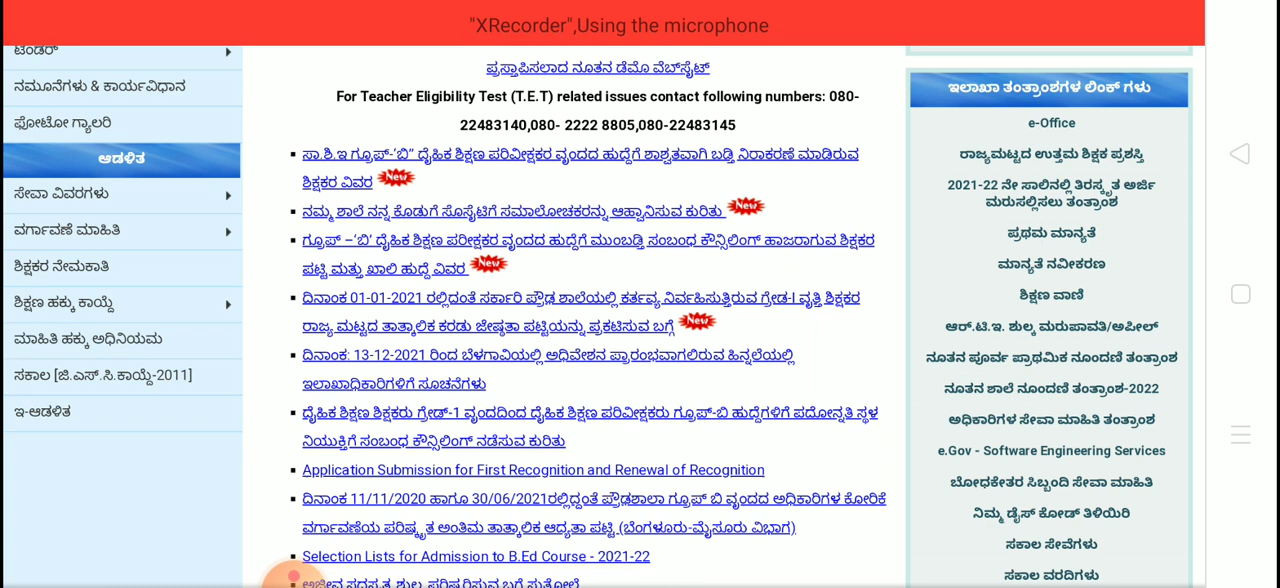 "XRecorder",Using the microphone
ಟೆಂಡರ್
ನಮೂನೆಗಳು & ಕಾರ್ಯವಿಧಾನ
ಫೋಟೋ ಗ್ಯಾಲರಿ
ಆಡಳಿತ
ಸೇವಾ ವಿವರಗಳು
ವರ್ಗಾವಣೆ ಮಾಹಿತಿ
ಶಿಕ್ಷಕರ ನೇಮಕಾತಿ
ಶಿಕ್ಷಣ ಹಕ್ಕು ಕಾಯ್ದೆ
ಮಾಹಿತಿ ಹಕ್ಕು ಅಧಿನಿಯಮ
ಸಕಾಲ [ಜಿ.ಎಸ್.ಸಿ.ಕಾಯ್ದೆ-2011]
ಇ-ಆಡಳಿತ
ಪ್ರಸ್ತಾಪಿಸಲಾದ ನೂತನ ಡೆಮೊ ವೆಬ್‌ಸೈಟ್
For Teacher Eligibility Test (T.E.T) related issues contact following numbers: 080-
22483140,080- 2222 8805,080-22483145
ಸಾ.ಶಿ.ಇ ಗ್ರೂಪ್-‘ಬಿ” ದೈಹಿಕ ಶಿಕ್ಷಣ ಪರಿವೀಕ್ಷಕರ ವೃಂದದ ಹುದ್ದೆಗೆ ಶಾಶ್ವತವಾಗಿ ಬಡ್ತಿ ನಿರಾಕರಣೆ ಮಾಡಿರುವ
ಶಿಕ್ಷಕರ ವಿವರ New
ನಮ್ಮ ಶಾಲೆ ನನ್ನ ಕೊಡುಗೆ ಸೊಸೈಟಿಗೆ ಸಮಾಲೋಚಕರನ್ನು ಆಹ್ವಾನಿಸುವ ಕುರಿತು New
ಗ್ರೂಪ್ –‘ಬಿ’ ದೈಹಿಕ ಶಿಕ್ಷಣ ಪರೀಕ್ಷಕರ ವೃಂದದ ಹುದ್ದೆಗೆ ಮುಂಬಡ್ತಿ ಸಂಬಂಧ ಕೌನ್ಸಿಲಿಂಗ್ ಹಾಜರಾಗುವ ಶಿಕ್ಷಕರ
ಪಟ್ಟಿ ಮತ್ತು ಖಾಲಿ ಹುದ್ದೆ ವಿವರ New
ದಿನಾಂಕ 01-01-2021 ರಲ್ಲಿದಂತೆ ಸರ್ಕಾರಿ ಪ್ರೌಢ ಶಾಲೆಯಲ್ಲಿ ಕರ್ತವ್ಯ ನಿರ್ವಹಿಸುತ್ತಿರುವ ಗ್ರೇಡ-I ವೃತ್ತಿ ಶಿಕ್ಷಕರ
ರಾಜ್ಯ ಮಟ್ಟದ ತಾತ್ಕಾಲಿಕ ಕರಡು ಜೇಷ್ಠತಾ ಪಟ್ಟಿಯನ್ನು ಪ್ರಕಟಿಸುವ ಬಗ್ಗೆ New
ದಿನಾಂಕ: 13-12-2021 ರಿಂದ ಬೆಳಗಾವಿಯಲ್ಲಿ ಅಧಿವೇಶನ ಪ್ರಾರಂಭವಾಗಲಿರುವ ಹಿನ್ನಲೆಯಲ್ಲಿ
ಇಲಾಖಾಧಿಕಾರಿಗಳಿಗೆ ಸೂಚನೆಗಳು
ದೈಹಿಕ ಶಿಕ್ಷಣ ಶಿಕ್ಷಕರು ಗ್ರೇಡ್-1 ವೃಂದದಿಂದ ದೈಹಿಕ ಶಿಕ್ಷಣ ಪರಿವೀಕ್ಷಕರು ಗ್ರೂಪ್-ಬಿ ಹುದ್ದೆಗಳಿಗೆ ಪದೋನ್ನತಿ ಸ್ಥಳ
ನಿಯುಕ್ತಿಗೆ ಸಂಬಂಧ ಕೌನ್ಸಿಲಿಂಗ್ ನಡೆಸುವ ಕುರಿತು
Application Submission for First Recognition and Renewal of Recognition
ದಿನಾಂಕ 11/11/2020 ಹಾಗೂ 30/06/2021ರಲ್ಲಿದ್ದಂತೆ ಪ್ರೌಢಶಾಲಾ ಗ್ರೂಪ್ ಬಿ ವೃಂದದ ಅಧಿಕಾರಿಗಳ ಕೋರಿಕೆ
ವರ್ಗಾವಣೆಯ ಪರಿಷ್ಕೃತ ಅಂತಿಮ ತಾತ್ಕಾಲಿಕ ಆದ್ಯತಾ ಪಟ್ಟಿ (ಬೆಂಗಳೂರು-ಮೈಸೂರು ವಿಭಾಗ)
Selection Lists for Admission to B.Ed Course - 2021-22
ಇಲಾಖಾ ತಂತ್ರಾಂಶಗಳ ಲಿಂಕ್ ಗಳು
e-Office
ರಾಜ್ಯಮಟ್ಟದ ಉತ್ತಮ ಶಿಕ್ಷಕ ಪ್ರಶಸ್ತಿ
2021-22 ನೇ ಸಾಲಿನಲ್ಲಿ ತಿರಸ್ಕೃತ ಅರ್ಜಿ
ಮರುಸಲ್ಲಿಸಲು ತಂತ್ರಾಂಶ
ಪ್ರಥಮ ಮಾನ್ಯತೆ
ಮಾನ್ಯತೆ ನವೀಕರಣ
ಶಿಕ್ಷಣ ವಾಣಿ
ಆರ್.ಟಿ.ಇ. ಶುಲ್ಕ ಮರುಪಾವತಿ/ಅಪೀಲ್
ನೂತನ ಪೂರ್ವ ಪ್ರಾಥಮಿಕ ನೊಂದಣಿ ತಂತ್ರಾಂಶ
ನೂತನ ಶಾಲೆ ನೊಂದಣಿ ತಂತ್ರಾಂಶ-2022
ಅಧಿಕಾರಿಗಳ ಸೇವಾ ಮಾಹಿತಿ ತಂತ್ರಾಂಶ
e.Gov - Software Engineering Services
ಬೋಧಕೇತರ ಸಿಬ್ಬಂದಿ ಸೇವಾ ಮಾಹಿತಿ
ನಿಮ್ಮ ಡೈಸ್ ಕೋಡ್ ತಿಳಿಯಿರಿ
ಸಕಾಲ ಸೇವೆಗಳು
ಸಕಾಲ ವರದಿಗಳು